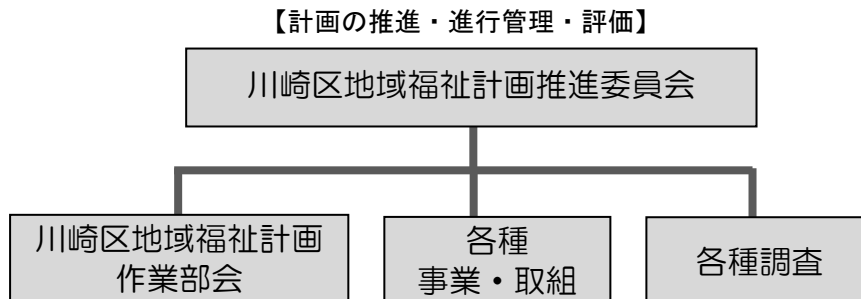 【計画の推進・進行管理・評価】
川崎区地域福祉計画推進委員会
川崎区地域福祉計画
作業部会
各種
事業・取組
各種調査